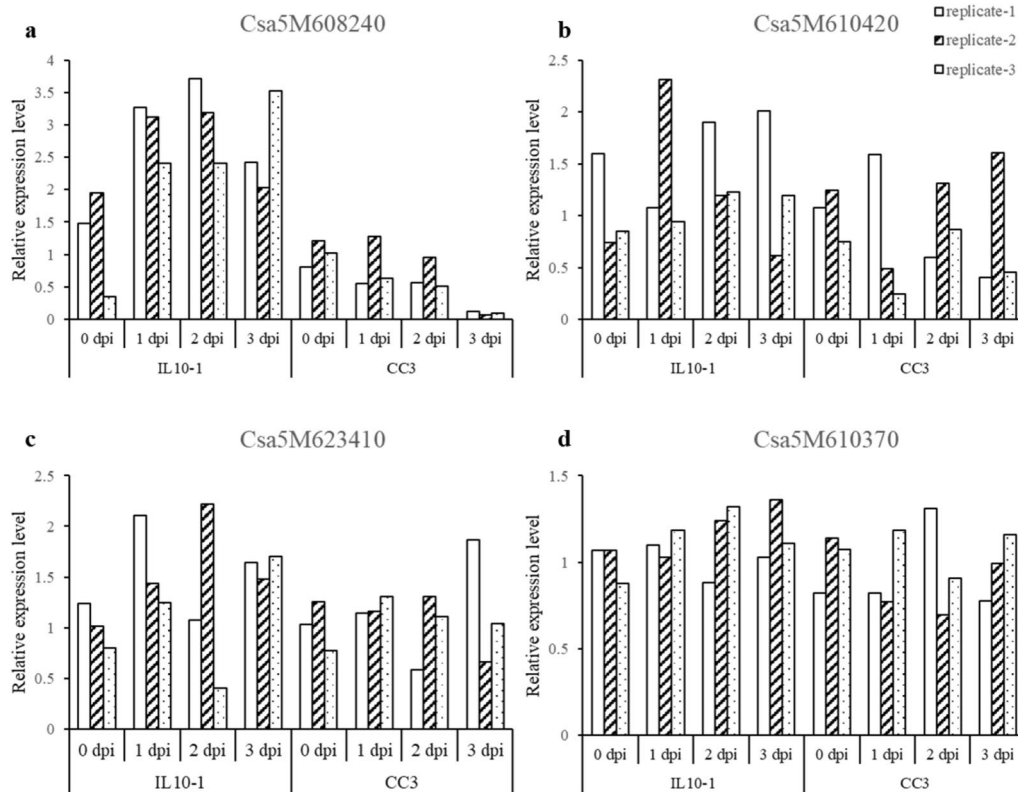 a Csa5M608240
Relative expression level
4
3.5
3
2.5
2
1.5
1
0.5
0
0 dpi 1 dpi 2 dpi 3 dpi 0 dpi 1 dpi 2 dpi 3 dpi
IL10-1 CC3
b Csa5M610420
replicate-1
replicate-2
replicate-3
Relative expression level
2.5
2
1.5
1
0.5
0
0 dpi 1 dpi 2 dpi 3 dpi 0 dpi 1 dpi 2 dpi 3 dpi
IL10-1 CC3
c Csa5M623410
Relative expression level
2.5
2
1.5
1
0.5
0
0 dpi 1 dpi 2 dpi 3 dpi 0 dpi 1 dpi 2 dpi 3 dpi
IL10-1 CC3
d Csa5M610370
Relative expression level
1.5
1
0.5
0
0 dpi 1 dpi 2 dpi 3 dpi 0 dpi 1 dpi 2 dpi 3 dpi
IL10-1 CC3